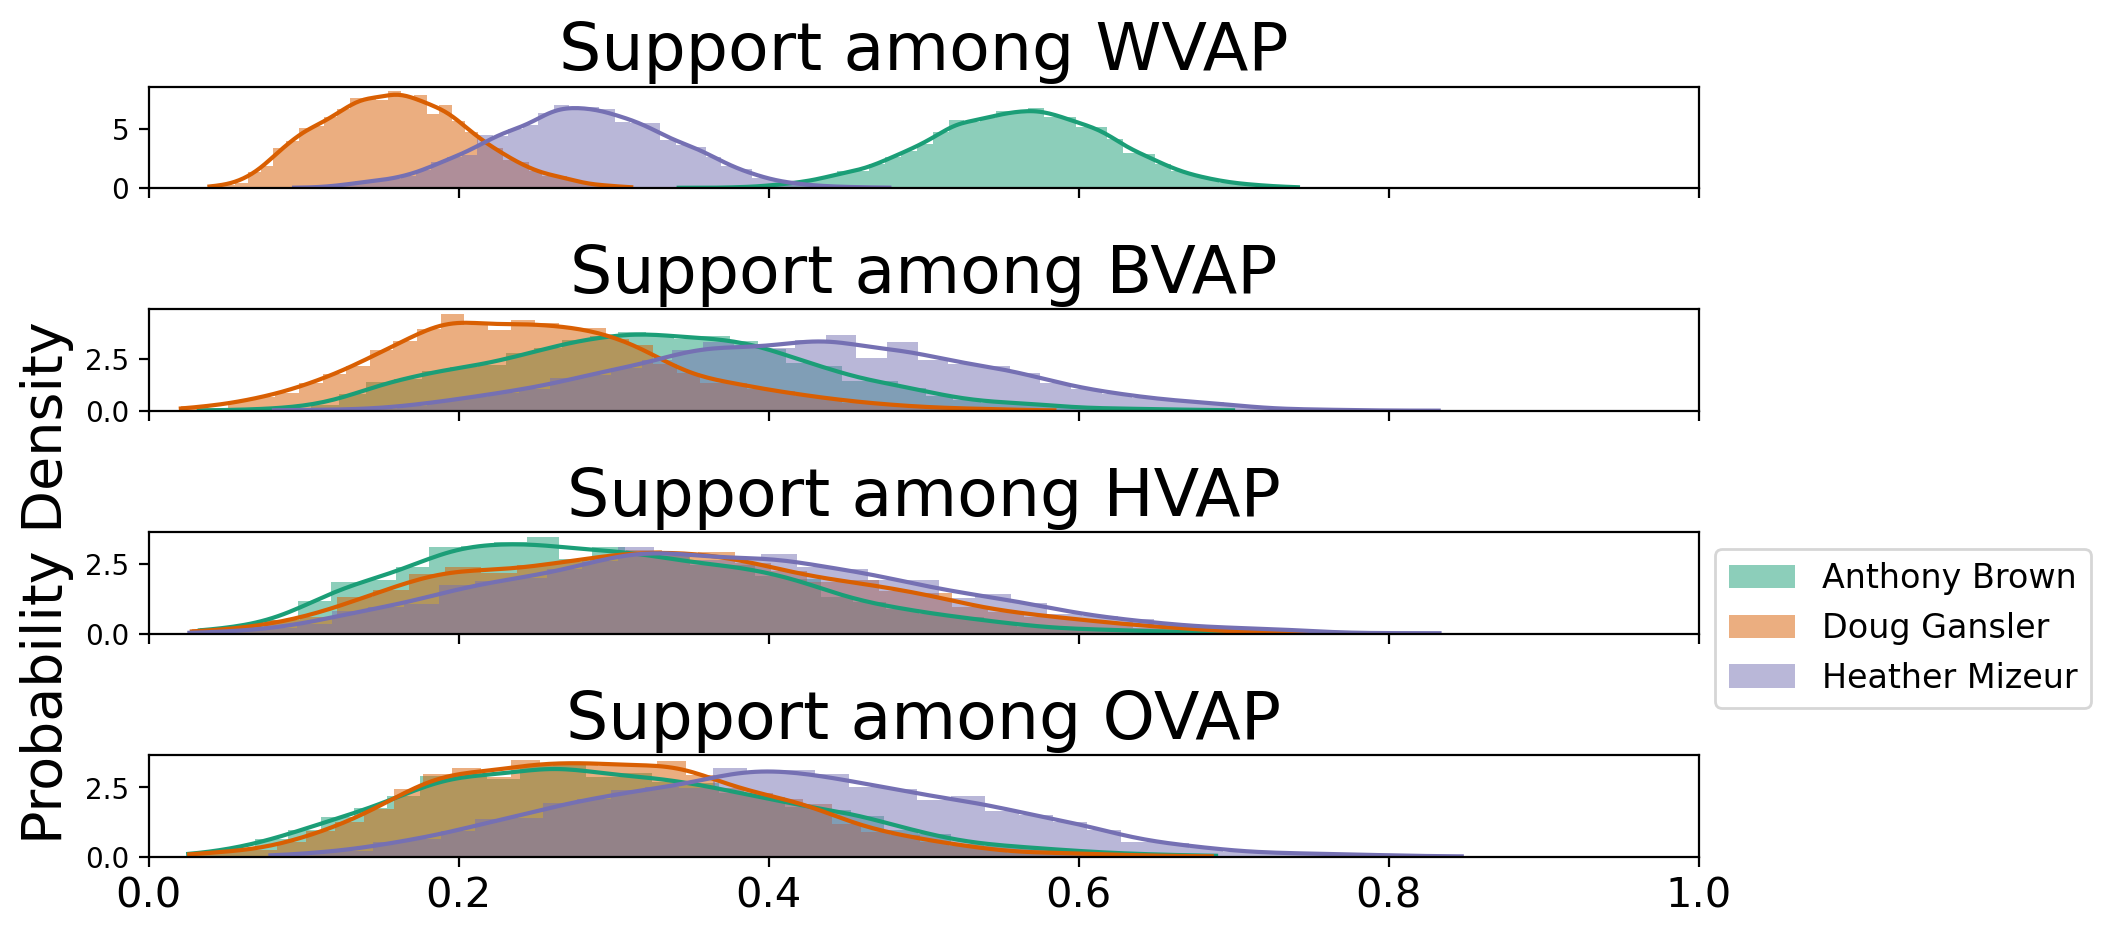 Support among WVAP
5
0
Support among BVAP
2.5
0.0
Support among HVAP
2.5
0.0
Support among OVAP
2.5
0.0
0.0 0.2 0.4 0.6 0.8 1.0
Probability Density
Anthony Brown
Doug Gansler
Heather Mizeur